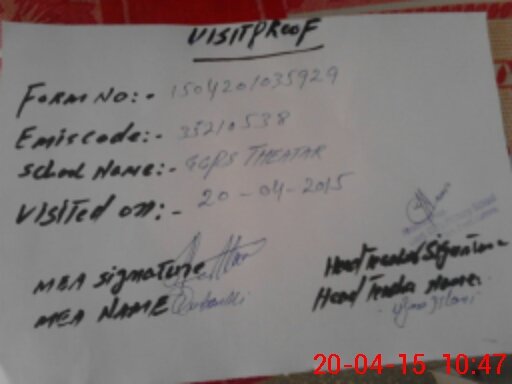 VISITPROOF
FORM NO:- 1504201035929
Emiscode:- 35210538
School Name:- GGPS THEATAR
Visited on:- 20-04-2015
MEA signature
Head teacher Signature
MEA NAME
Head teacher name
20-04-15 10:47